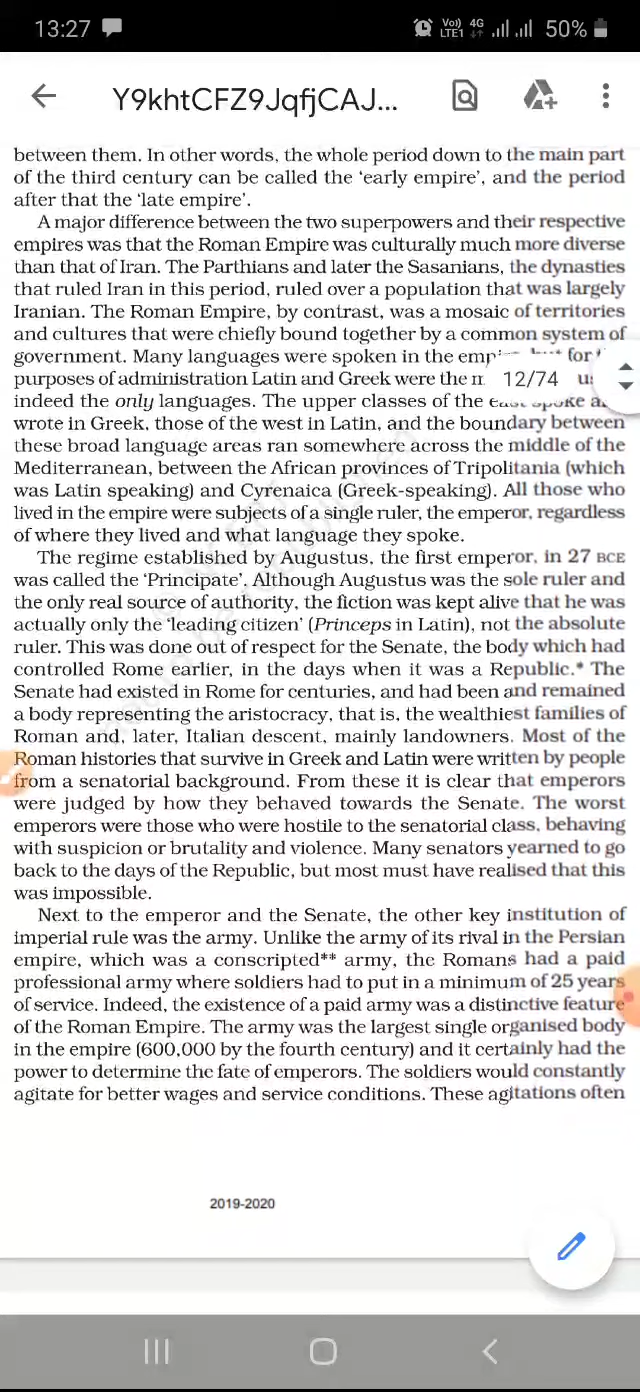 13:27
Vo)) 4G
LTE1
50%
Y9khtCFZ9JqfjCAJ...
between them. In other words, the whole period down to the main part
of the third century can be called the ‘early empire’, and the period
after that the ‘late empire’.
A major difference between the two superpowers and their respective
empires was that the Roman Empire was culturally much more diverse
than that of Iran. The Parthians and later the Sasanians, the dynasties
that ruled Iran in this period, ruled over a population that was largely
Iranian. The Roman Empire, by contrast, was a mosaic of territories
and cultures that were chiefly bound together by a common system of
government. Many languages were spoken in the for
purposes of administration Latin and Greek were the 12/74
indeed the only languages. The upper classes of the
wrote in Greek, those of the west in Latin, and the boundary between
these broad language areas ran somewhere across the middle of the
Mediterranean, between the African provinces of Tripolitania (which
was Latin speaking) and Cyrenaica (Greek-speaking). All those who
lived in the empire were subjects of a single ruler, the emperor, regardless
of where they lived and what language they spoke.
The regime established by Augustus, the first emperor, in 27 BCE
was called the ‘Principate’. Although Augustus was the sole ruler and
the only real source of authority, the fiction was kept alive that he was
actually only the ‘leading citizen’ (Princeps in Latin), not the absolute
ruler. This was done out of respect for the Senate, the body which had
controlled Rome earlier, in the days when it was a Republic.* The
Senate had existed in Rome for centuries, and had been and remained
a body representing the aristocracy, that is, the wealthiest families of
Roman and, later, Italian descent, mainly landowners. Most of the
Roman histories that survive in Greek and Latin were written by people
from a senatorial background. From these it is clear that emperors
were judged by how they behaved towards the Senate. The worst
emperors were those who were hostile to the senatorial class, behaving
with suspicion or brutality and violence. Many senators yearned to go
back to the days of the Republic, but most must have realised that this
was impossible.
Next to the emperor and the Senate, the other key institution of
imperial rule was the army. Unlike the army of its rival in the Persian
empire, which was a conscripted** army, the Romans had a paid
professional army where soldiers had to put in a minimum of 25 years
of service. Indeed, the existence of a paid army was a distinctive feature
of the Roman Empire. The army was the largest single organised body
in the empire (600,000 by the fourth century) and it certainly had the
power to determine the fate of emperors. The soldiers would constantly
agitate for better wages and service conditions. These agitations often
2019-2020